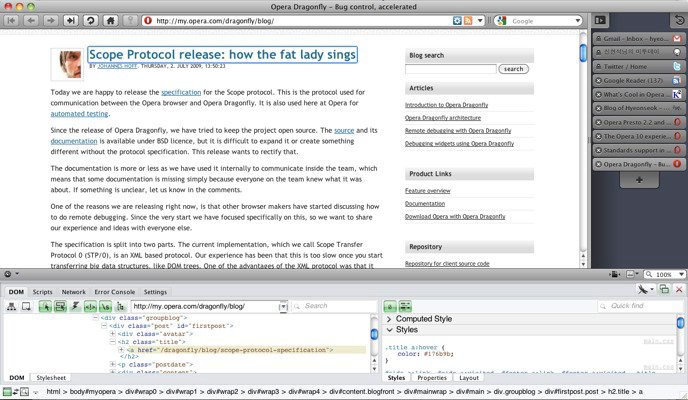 Opera Dragonfly – Bug control, accelerated
http://my.opera.com/dragonfly/blog/
Google
Scope Protocol release: how the fat lady sings
BY JOHANNES HOFF. THURSDAY, 2. JULY 2009, 13:50:23
Today we are happy to release the specification for the Scope protocol. This is the protocol used for
communication between the Opera browser and Opera Dragonfly. It is also used here at Opera for
automated testing.
Since the release of Opera Dragonfly, we have tried to keep the project open source. The source and its
documentation is available under BSD licence, but it is difficult to expand it or create something
different without the protocol specification. This release wants to rectify that.
The documentation is more or less as we have used it internally to communicate inside the team, which
means that some documentation is missing simply because everyone on the team knew what it was
about. If something is unclear, let us know in the comments.
One of the reasons we are releasing right now, is that other browser makers have started discussing how
to do remote debugging. Since the very start we have focused specifically on this, so we want to share
our experience and ideas with everyone else.
The specification is split into two parts. The current implementation, which we call Scope Transfer
Protocol 0 (STP/0), is an XML based protocol. Our experience has been that this is too slow once you start
transferring big data structures, like DOM trees. One of the advantages of the XML protocol was that it
Blog search
search
Articles
Introduction to Opera Dragonfly
Opera Dragonfly architecture
Remote debugging with Opera Dragonfly
Debugging widgets using Opera Dragonfly
Product Links
Feature overview
Documentation
Download Opera with Opera Dragonfly
Repository
Repository for client source code
Gmail - Inbox - hyeo...
Twitter / Home
Google Reader (137)
What's Cool in Opera ...
Blog of Hyeonseok - ...
Opera Presto 2.2 and ...
The Opera 10 experie...
Standards support in...
Opera Dragonfly – Bu...
+
100%
DOM Scripts Network Error Console Settings
http://my.opera.com/dragonfly/blog/
Search
Quick find
<div class="groupblog">
<div class="post" id="firstpost">
<div class="avatar">
<h2 class="title">
<a href="/dragonfly/blog/scope-protocol-specification">
</h2>
<p class="postdate">
<div class="content">
Computed Style
Styles
main.css
.title a:hover {
color: #176b9b;
}
main.css
DOM Stylesheet
Styles Properties Layout
html > body#myopera > div#wrap0 > div#wrap1 > div#wrap2 > div#wrap3 > div#wrap4 > div#content.blogfront > div#mainwrap > div#main > div.groupblog > div#firstpost.post > h2.title > a